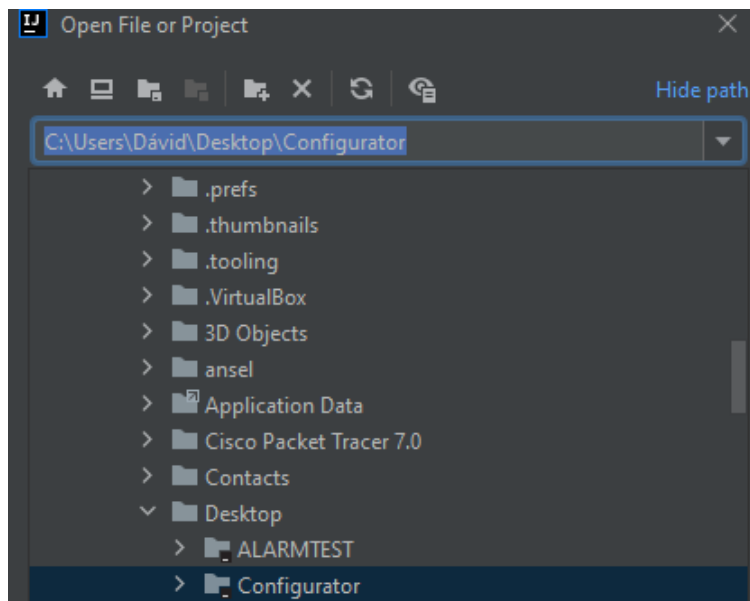 IJ Open File or Project
Hide path
C:\Users\Dávid\Desktop\Configurator
.prefs
.thumbnails
.tooling
.VirtualBox
3D Objects
ansel
Application Data
Cisco Packet Tracer 7.0
Contacts
Desktop
ALARMTEST
Configurator